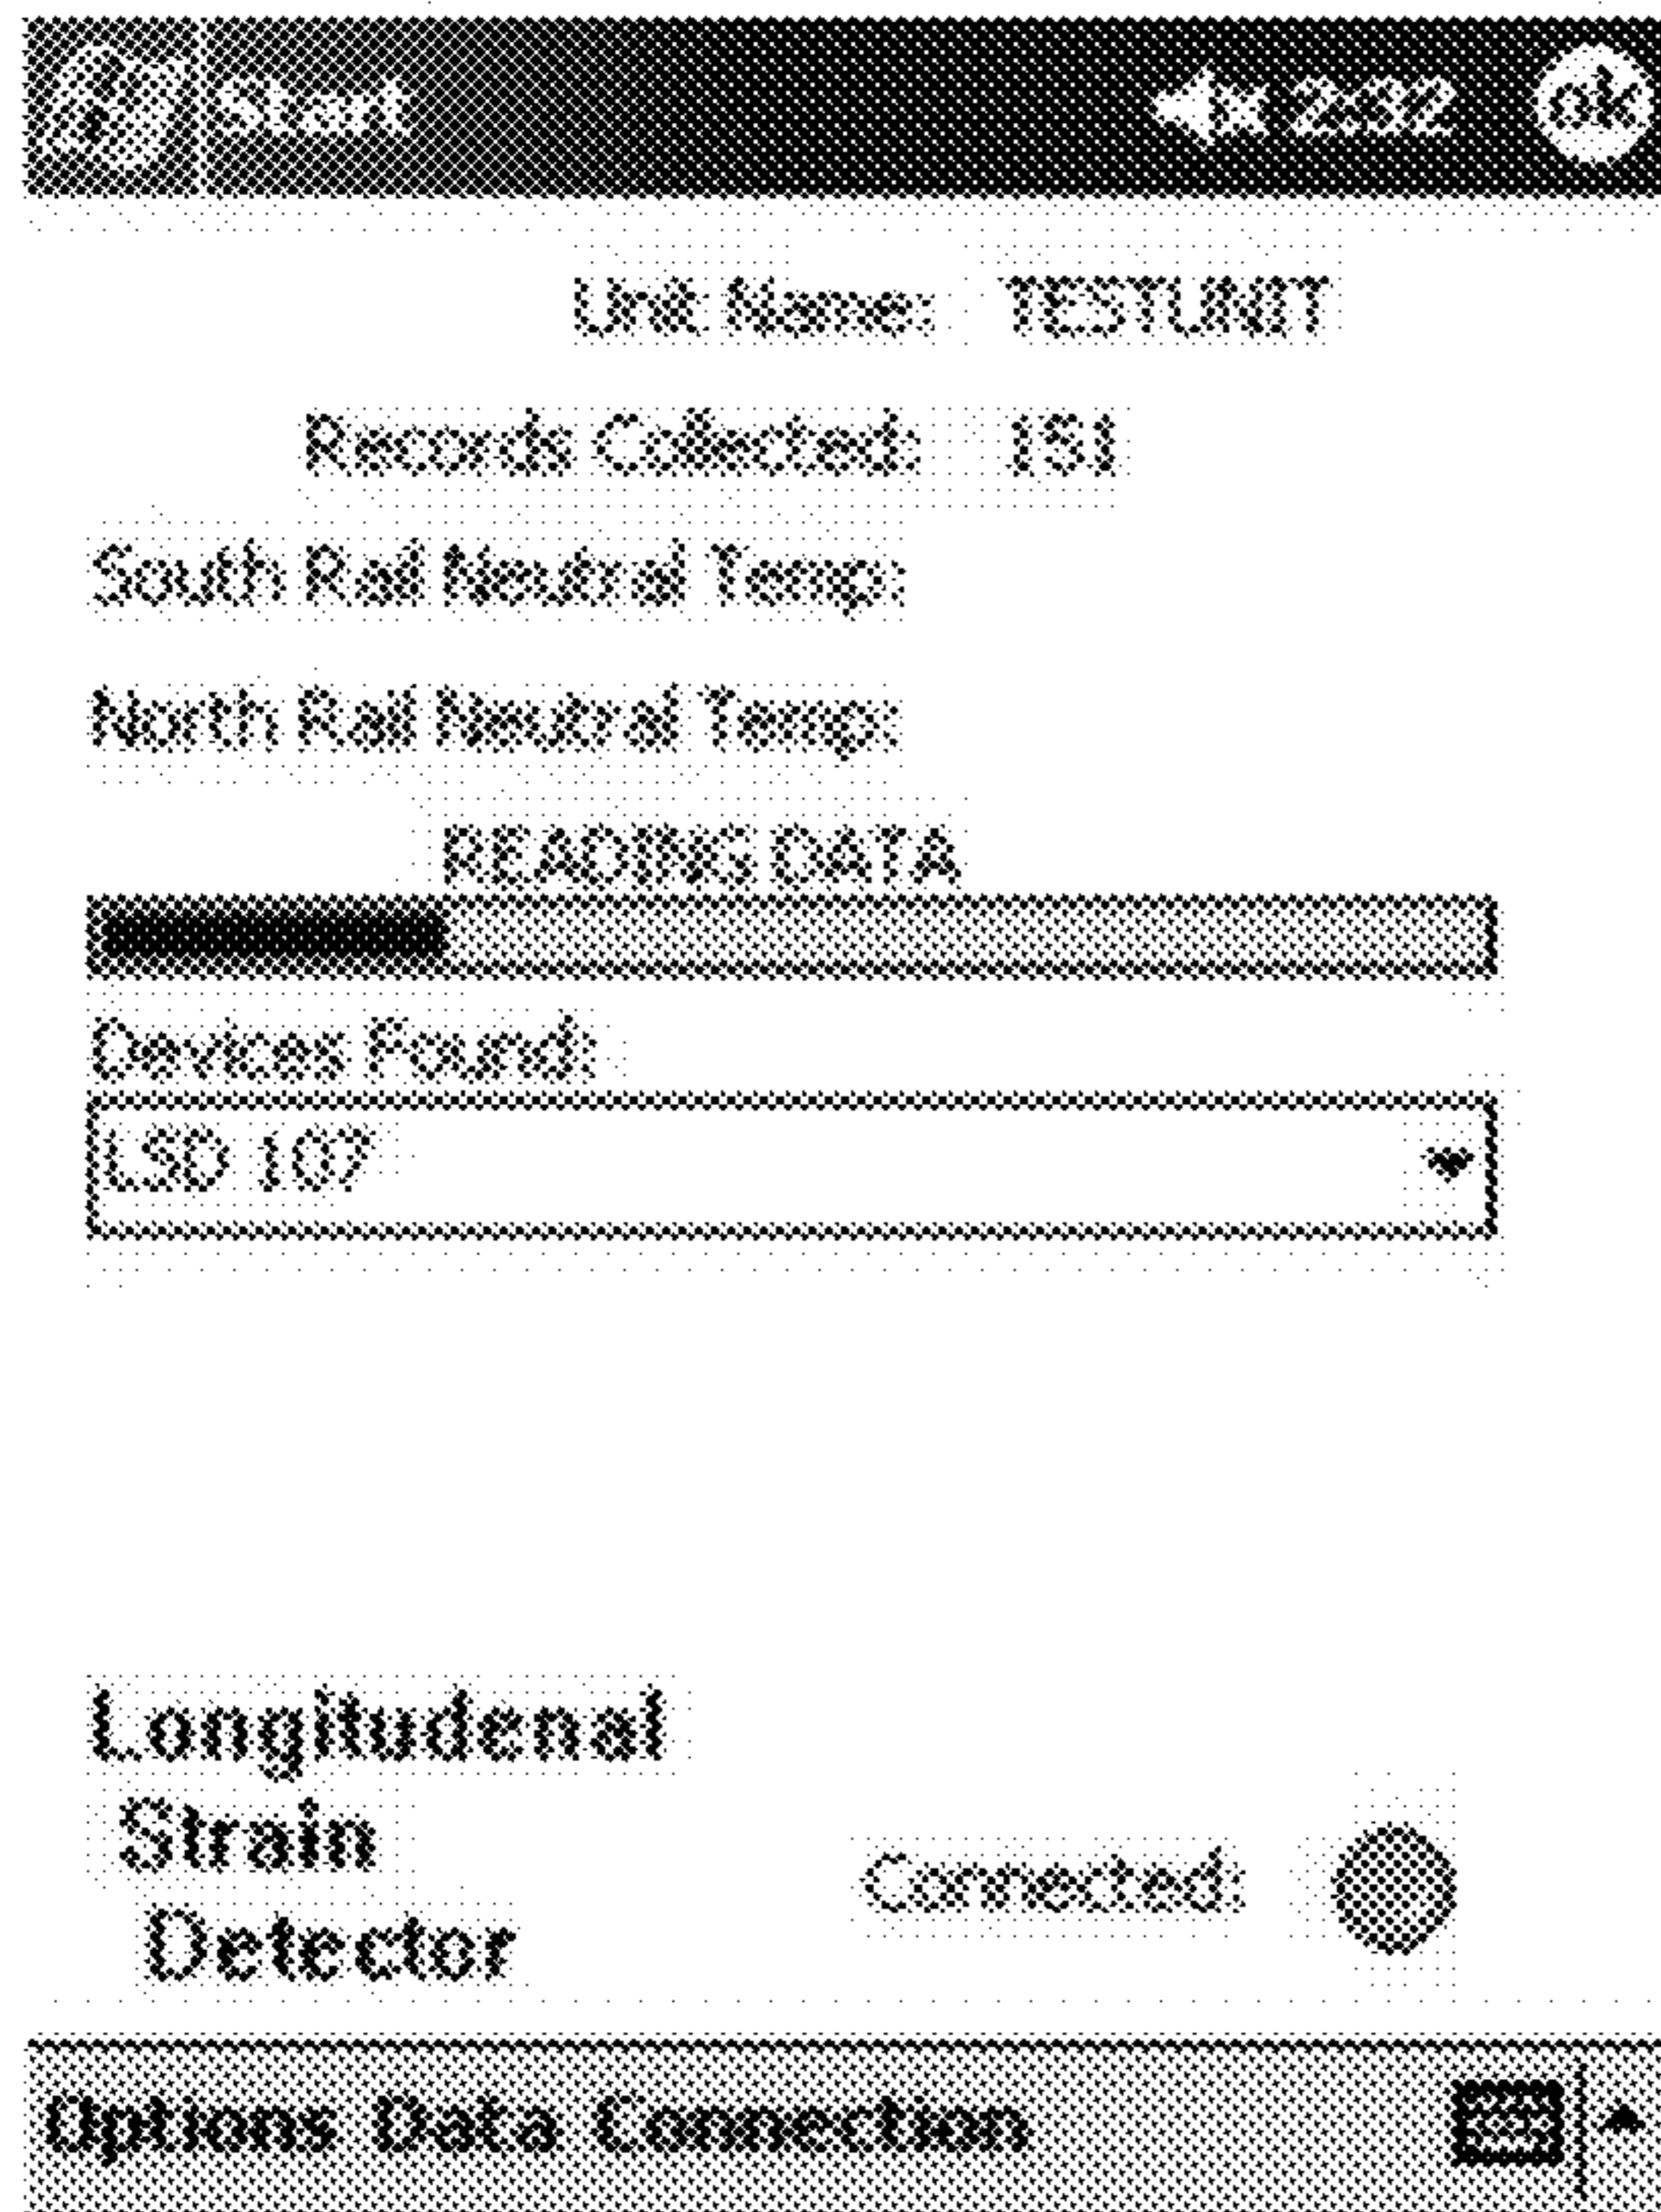 Start 2:32 ok
Unit Name: TESTUNIT
Records Collected: 151
South Rail Neutral Temp:
North Rail Neutral Temp:
READING DATA
Devices Found:
LSD 107
Longitudenal
Strain
Detector
Connected:
Options Data Connection